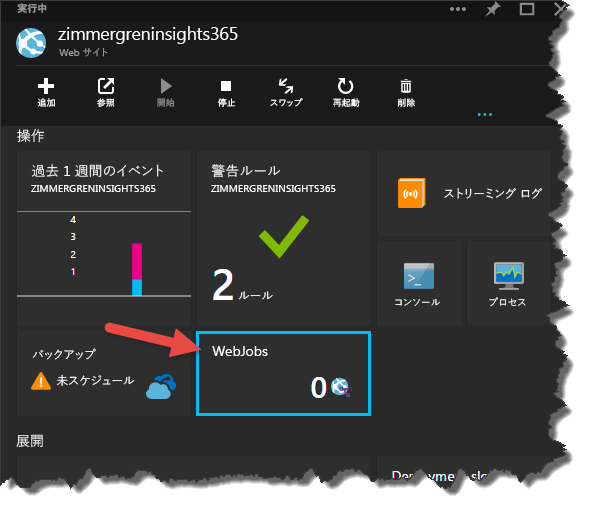 実行中
zimmergreninsights365
Web サイト
追加
参照
開始
停止
スワップ
再起動
削除
操作
過去 1 週間のイベント
ZIMMERGRENINSIGHTS365
4
3
2
1
警告ルール
ZIMMERGRENINSIGHTS365
2 ルール
ストリーミング ログ
コンソール
プロセス
バックアップ
未スケジュール
WebJobs
0
展開